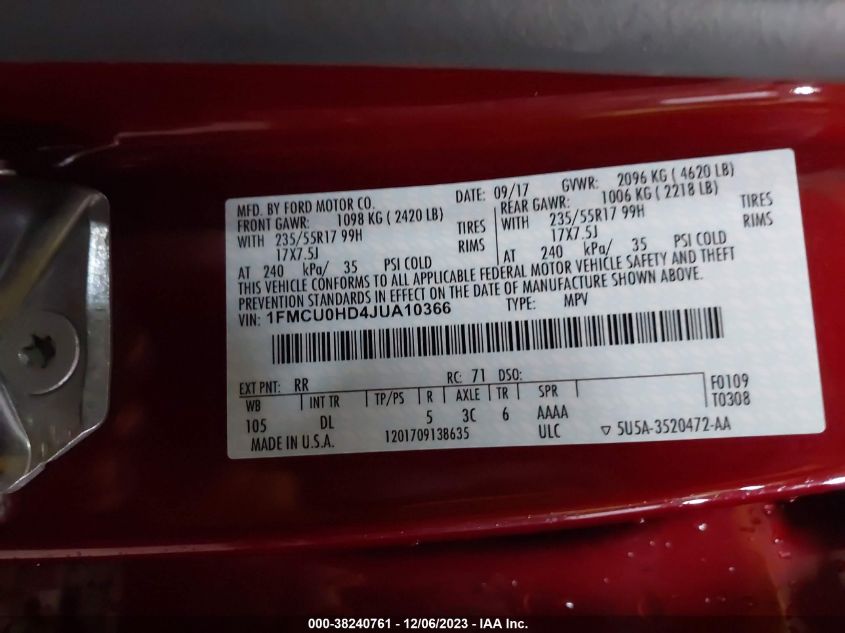 MFD. BY FORD MOTOR CO. DATE: 09/17 GVWR: 2096 KG ( 4620 LB)
FRONT GAWR: 1098 KG ( 2420 LB) REAR GAWR: 1006 KG ( 2218 LB)
WITH 235/55R17 99H TIRES WITH 235/55R17 99H TIRES
17X7.5J RIMS 17X7.5J RIMS
AT 240 kPa/ 35 PSI COLD AT 240 kPa/ 35 PSI COLD
THIS VEHICLE CONFORMS TO ALL APPLICABLE FEDERAL MOTOR VEHICLE SAFETY AND THEFT
PREVENTION STANDARDS IN EFFECT ON THE DATE OF MANUFACTURE SHOWN ABOVE.
VIN: 1FMCU0HD4JUA10366 TYPE: MPV
EXT PNT: RR RC: 71 DSO: F0109
WB INT TR TP/PS R AXLE TR SPR T0308
105 DL 5 3C 6 AAAA
MADE IN U.S.A. 1201709138635 ULC ▽ 5U5A-3520472-AA
000-38240761 - 12/06/2023 - IAA Inc.